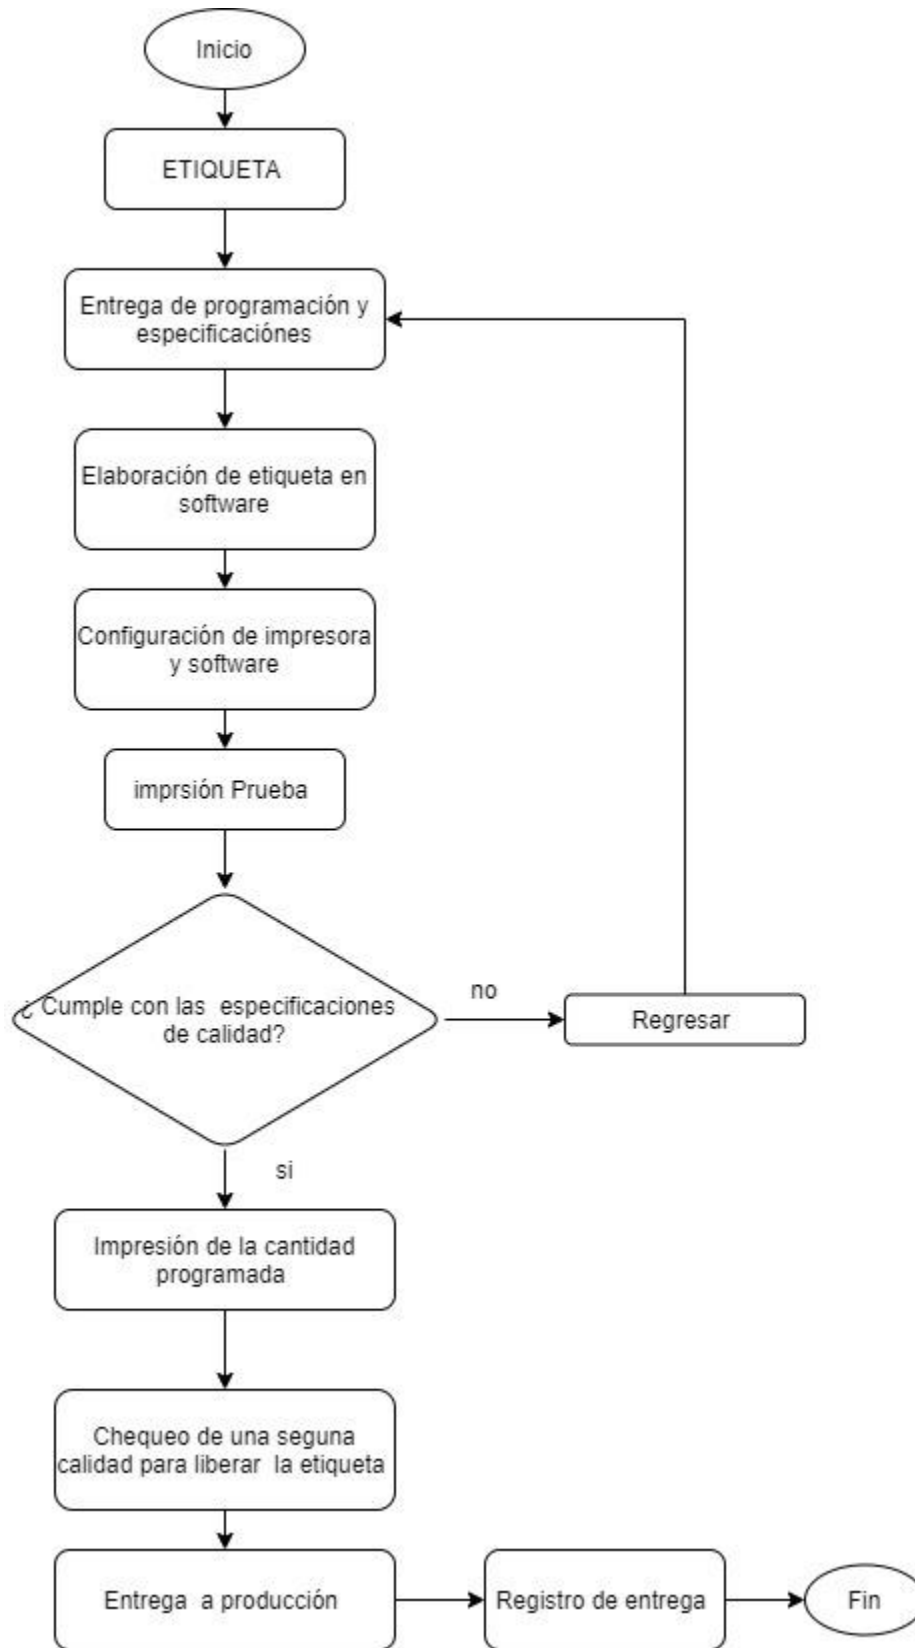 Inicio
ETIQUETA
Entrega de programación y
especificaciónes
Elaboración de etiqueta en
software
Configuración de impresora
y software
imprsión Prueba
¿ Cumple con las especificaciones
de calidad?
no
Regresar
si
Impresión de la cantidad
programada
Chequeo de una seguna
calidad para liberar la etiqueta
Entrega a producción
Registro de entrega
Fin